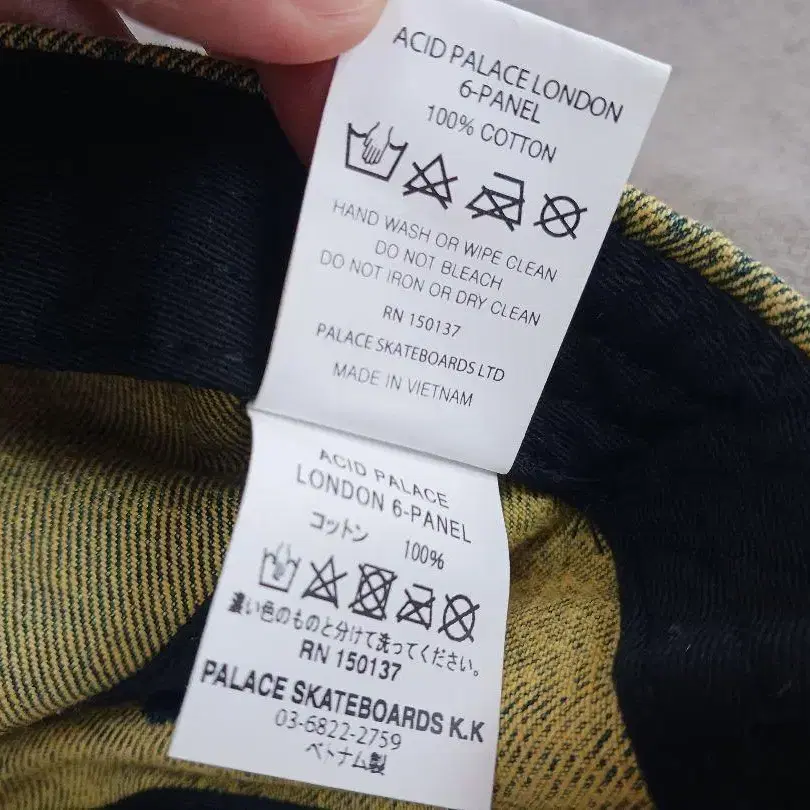 ACID PALACE LONDON
6-PANEL
100% COTTON
HAND WASH OR WIPE CLEAN
DO NOT BLEACH
DO NOT IRON OR DRY CLEAN
RN 150137
PALACE SKATEBOARDS LTD
MADE IN VIETNAM
ACID PALACE
LONDON 6-PANEL
コットン 100%
濃い色のものと分けて洗ってください。
RN 150137
PALACE SKATEBOARDS K.K
03-6822-2759
ベトナム製